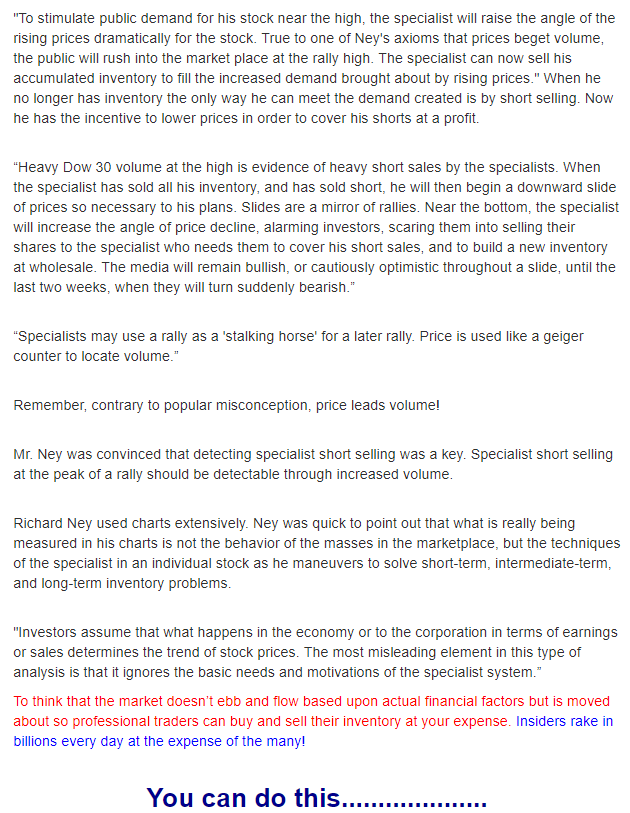 "To stimulate public demand for his stock near the high, the specialist will raise the angle of the
rising prices dramatically for the stock. True to one of Ney's axioms that prices beget volume,
the public will rush into the market place at the rally high. The specialist can now sell his
accumulated inventory to fill the increased demand brought about by rising prices." When he
no longer has inventory the only way he can meet the demand created is by short selling. Now
he has the incentive to lower prices in order to cover his shorts at a profit.
“Heavy Dow 30 volume at the high is evidence of heavy short sales by the specialists. When
the specialist has sold all his inventory, and has sold short, he will then begin a downward slide
of prices so necessary to his plans. Slides are a mirror of rallies. Near the bottom, the specialist
will increase the angle of price decline, alarming investors, scaring them into selling their
shares to the specialist who needs them to cover his short sales, and to build a new inventory
at wholesale. The media will remain bullish, or cautiously optimistic throughout a slide, until the
last two weeks, when they will turn suddenly bearish.”
“Specialists may use a rally as a 'stalking horse' for a later rally. Price is used like a geiger
counter to locate volume.”
Remember, contrary to popular misconception, price leads volume!
Mr. Ney was convinced that detecting specialist short selling was a key. Specialist short selling
at the peak of a rally should be detectable through increased volume.
Richard Ney used charts extensively. Ney was quick to point out that what is really being
measured in his charts is not the behavior of the masses in the marketplace, but the techniques
of the specialist in an individual stock as he maneuvers to solve short-term, intermediate-term,
and long-term inventory problems.
"Investors assume that what happens in the economy or to the corporation in terms of earnings
or sales determines the trend of stock prices. The most misleading element in this type of
analysis is that it ignores the basic needs and motivations of the specialist system.”
To think that the market doesn’t ebb and flow based upon actual financial factors but is moved
about so professional traders can buy and sell their inventory at your expense. Insiders rake in
billions every day at the expense of the many!
You can do this....................